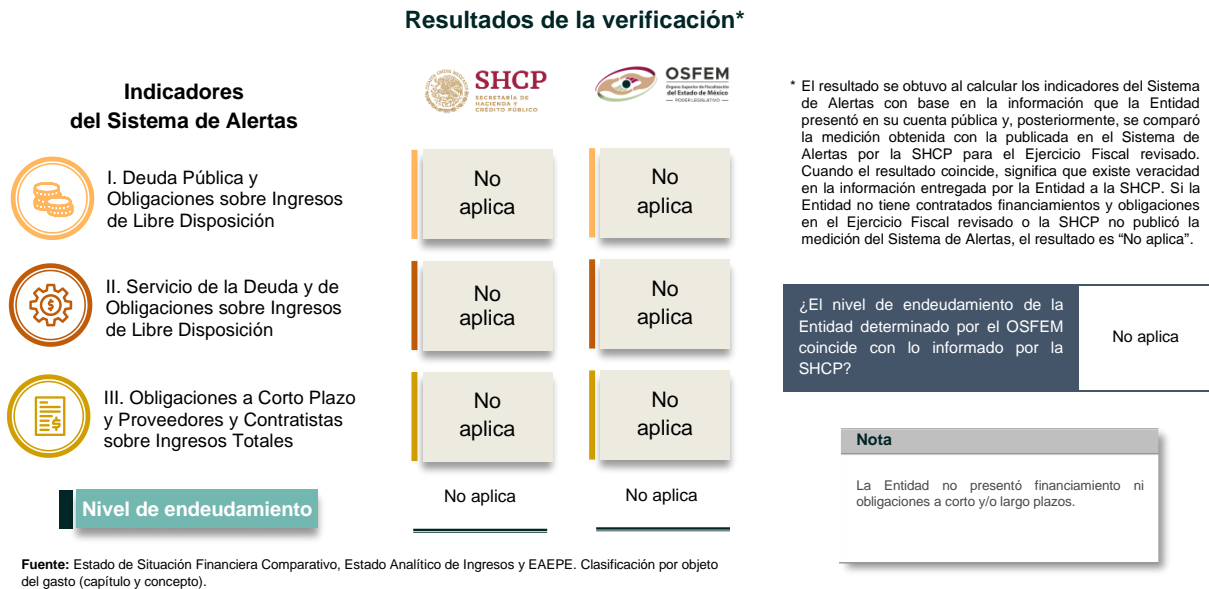 Resultados de la verificación*
Indicadores
del Sistema de Alertas
SHCP
SECRETARÍA DE
HACIENDA Y
CRÉDITO PÚBLICO
OSFEM
Órgano Superior de Fiscalización
del Estado de México
PODER LEGISLATIVO
I. Deuda Pública y
Obligaciones sobre Ingresos
de Libre Disposición
No
aplica
No
aplica
II. Servicio de la Deuda y de
Obligaciones sobre Ingresos
de Libre Disposición
No
aplica
No
aplica
III. Obligaciones a Corto Plazo
y Proveedores y Contratistas
sobre Ingresos Totales
No
aplica
No
aplica
Nivel de endeudamiento
No aplica
No aplica
* El resultado se obtuvo al calcular los indicadores del Sistema
de Alertas con base en la información que la Entidad
presentó en su cuenta pública y, posteriormente, se comparó
la medición obtenida con la publicada en el Sistema de
Alertas por la SHCP para el Ejercicio Fiscal revisado.
Cuando el resultado coincide, significa que existe veracidad
en la información entregada por la Entidad a la SHCP. Si la
Entidad no tiene contratados financiamientos y obligaciones
en el Ejercicio Fiscal revisado o la SHCP no publicó la
medición del Sistema de Alertas, el resultado es “No aplica”.
¿El nivel de endeudamiento de la
Entidad determinado por el OSFEM
coincide con lo informado por la
SHCP?
No aplica
Nota
La Entidad no presentó financiamiento ni
obligaciones a corto y/o largo plazos.
Fuente: Estado de Situación Financiera Comparativo, Estado Analítico de Ingresos y EAEPE. Clasificación por objeto
del gasto (capítulo y concepto).